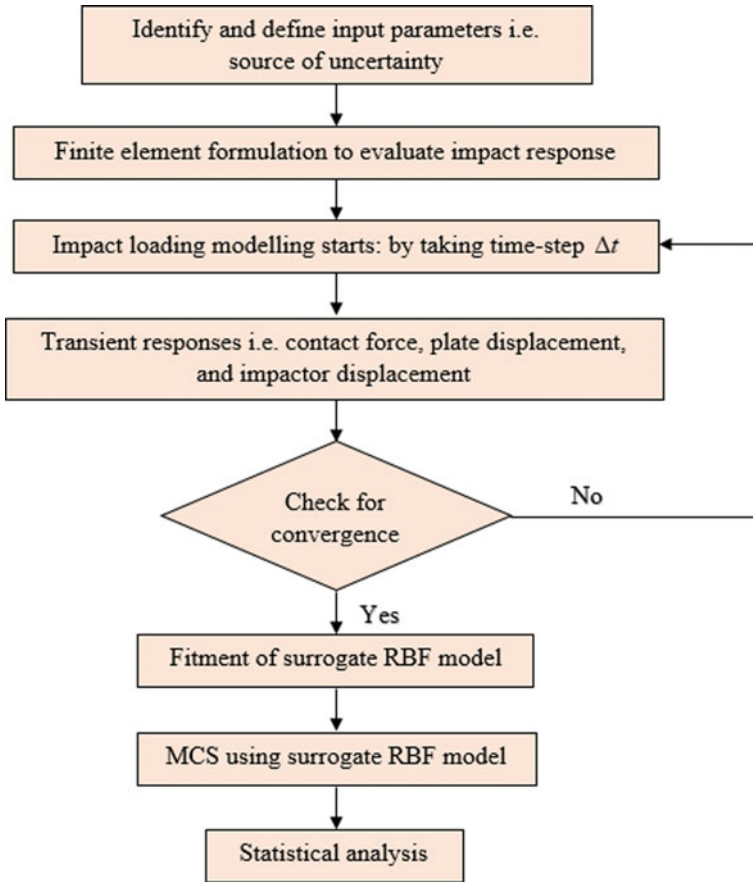 Identify and define input parameters i.e.
source of uncertainty
Finite element formulation to evaluate impact response
Impact loading modelling starts: by taking time-step Δt
Transient responses i.e. contact force, plate displacement,
and impactor displacement
Check for
convergence
No
Yes
Fitment of surrogate RBF model
MCS using surrogate RBF model
Statistical analysis